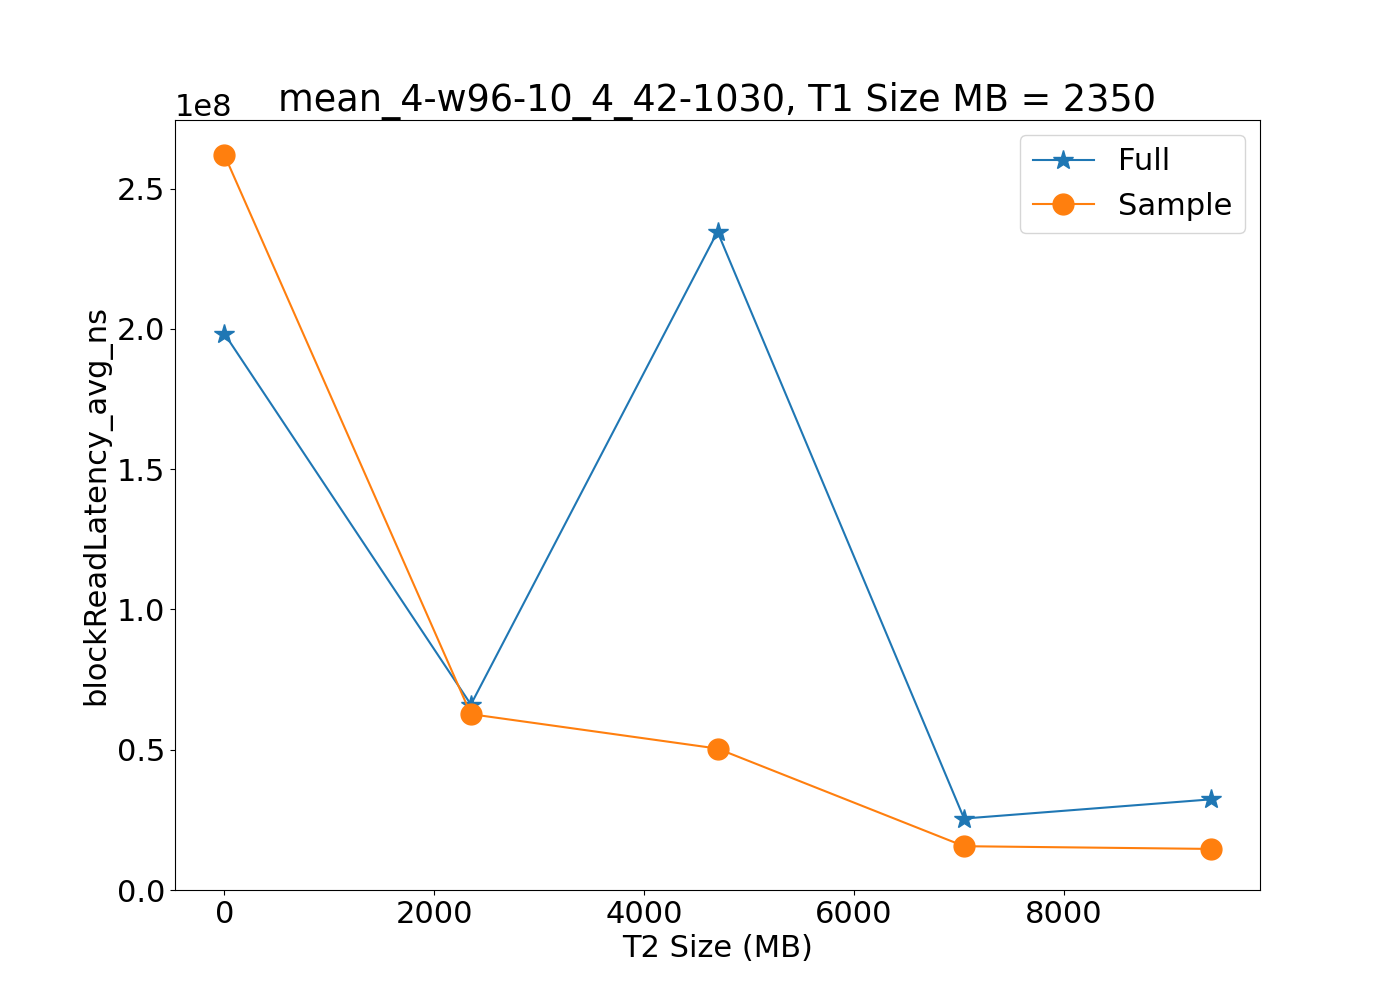 mean_4-w96-10_4_42-1030, T1 Size MB = 2350
1e8
Full
Sample
2.5
2.0
1.5
1.0
0.5
0.0
blockReadLatency_avg_ns
0 2000 4000 6000 8000
T2 Size (MB)